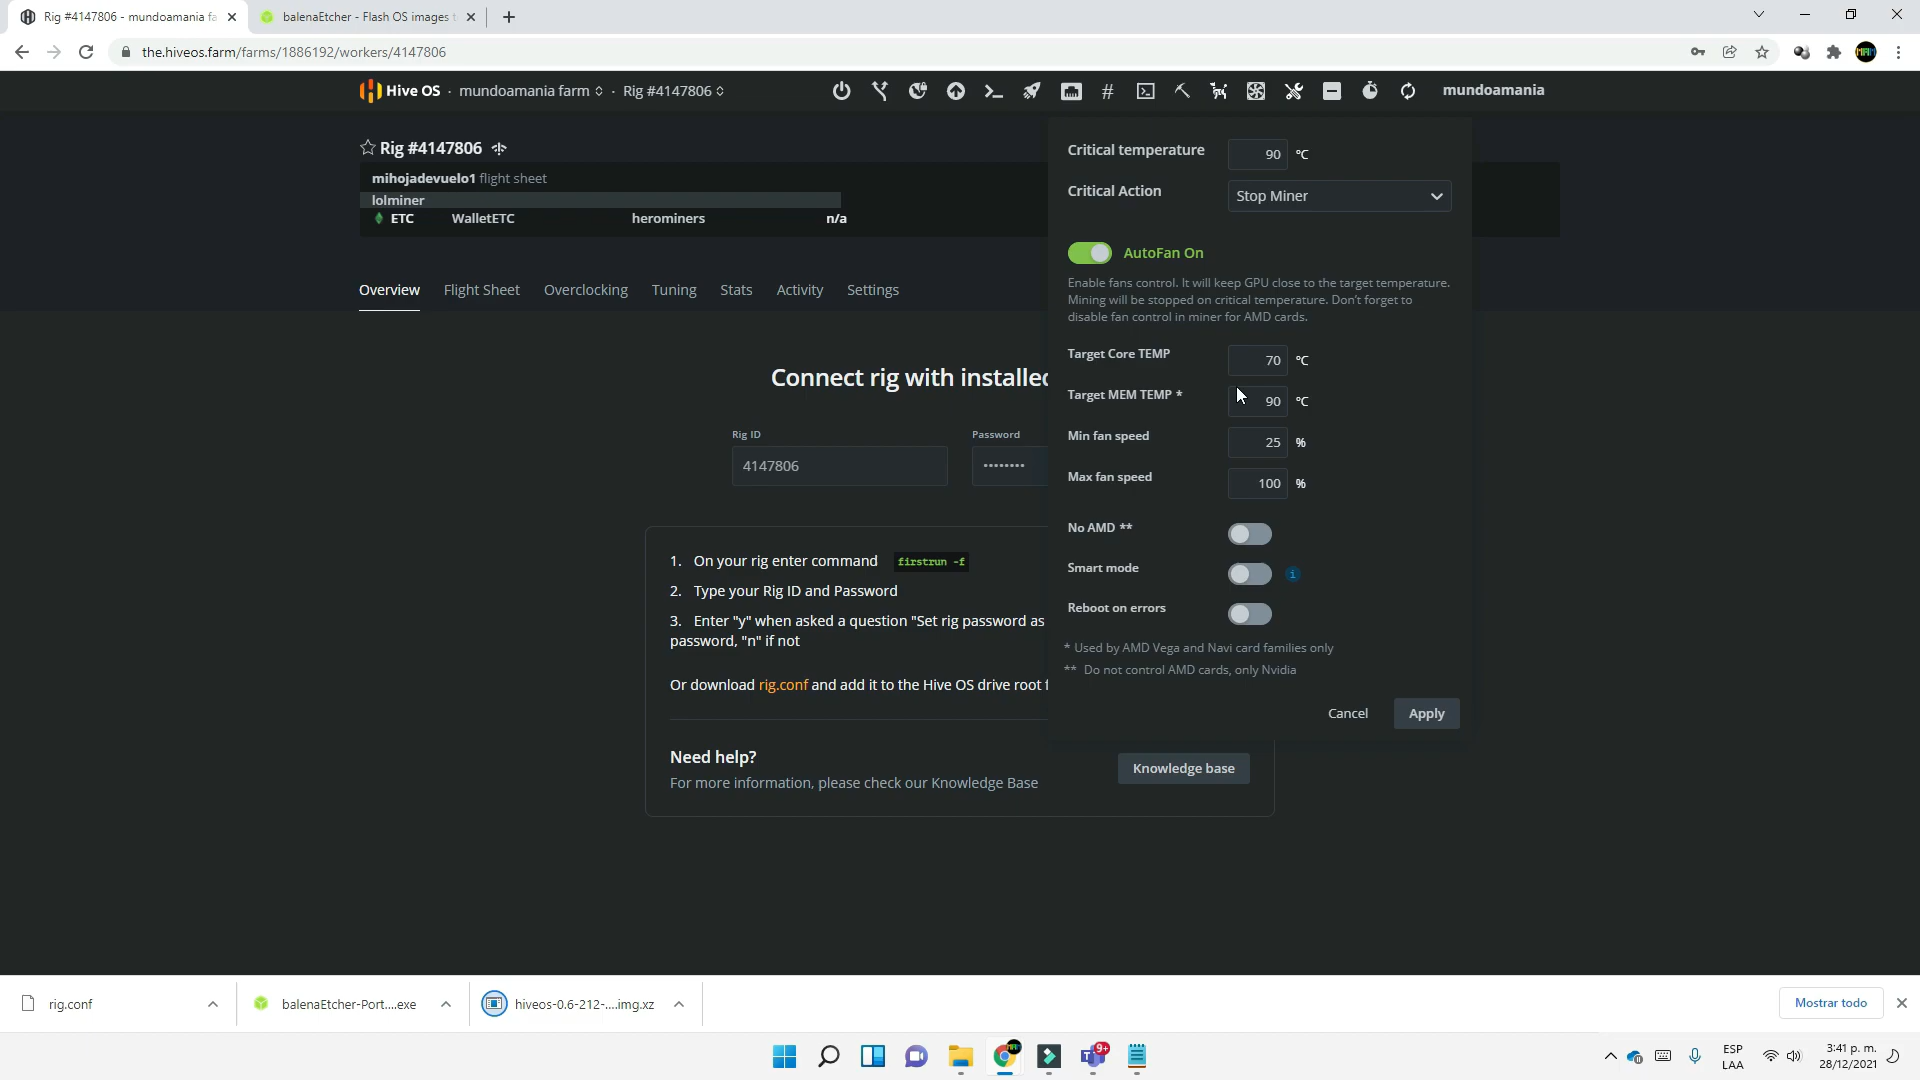 Rig #4147806 - mundoamania fa
balenaEtcher - Flash OS images t
the.hiveos.farm/farms/1886192/workers/4147806
Hive OS · mundoamania farm · Rig #4147806
mundoamania
Rig #4147806
mihojadevuelo1 flight sheet
lolminer
ETC WalletETC herominers n/a
Overview Flight Sheet Overclocking Tuning Stats Activity Settings
Connect rig with installed
Rig ID Password
4147806 ••••••••
1. On your rig enter command firstrun -f
2. Type your Rig ID and Password
3. Enter "y" when asked a question "Set rig password as
password, "n" if not
Or download rig.conf and add it to the Hive OS drive root f
Need help?
For more information, please check our Knowledge Base
Knowledge base
Critical temperature 90 °C
Critical Action Stop Miner
AutoFan On
Enable fans control. It will keep GPU close to the target temperature.
Mining will be stopped on critical temperature. Don't forget to
disable fan control in miner for AMD cards.
Target Core TEMP 70 °C
Target MEM TEMP * 90 °C
Min fan speed 25 %
Max fan speed 100 %
No AMD **
Smart mode i
Reboot on errors
* Used by AMD Vega and Navi card families only
** Do not control AMD cards, only Nvidia
Cancel Apply
rig.conf
balenaEtcher-Port....exe
hiveos-0.6-212-....img.xz
Mostrar todo
9+
ESP
LAA
3:41 p. m.
28/12/2021